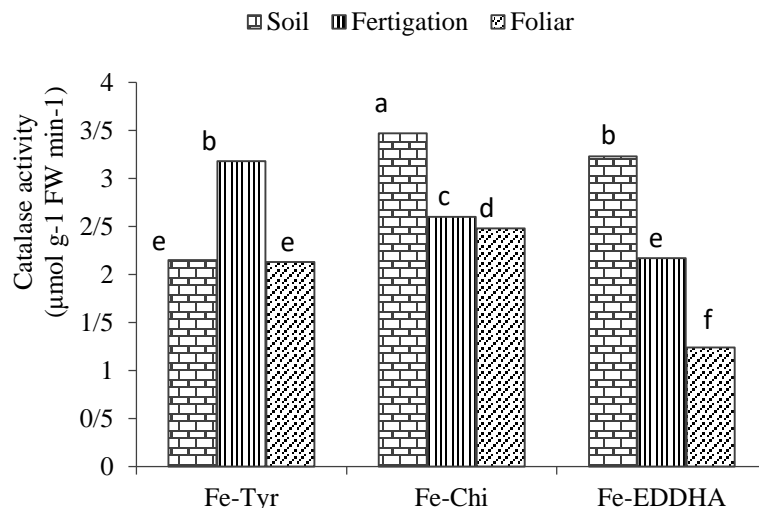 Soil Fertigation Foliar
Catalase activity
(µmol g-1 FW min-1)
4
3/5
3
2/5
2
1/5
1
0/5
0
e b e
a c d
b e f
Fe-Tyr Fe-Chi Fe-EDDHA